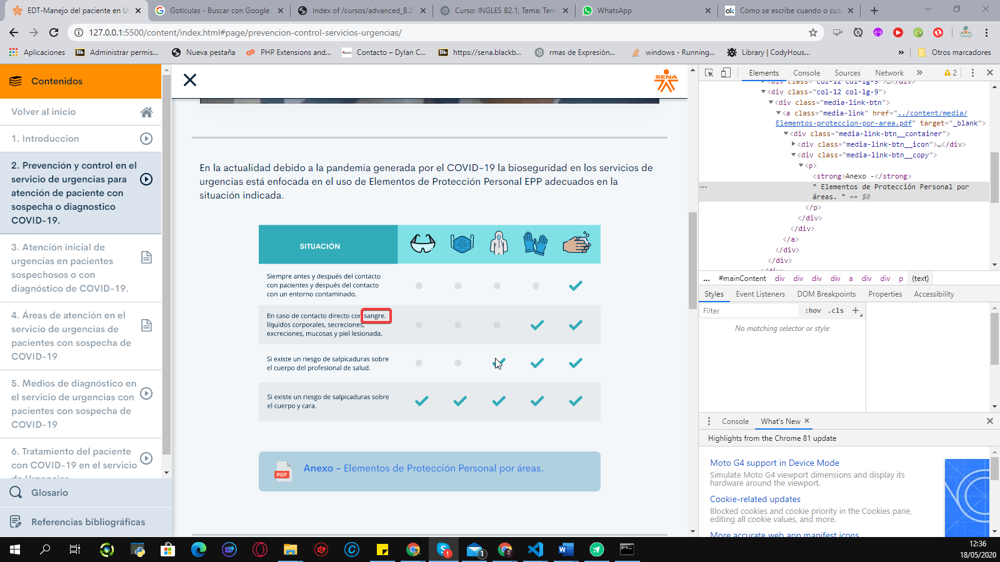 EDT-Manejo del paciente en U
Gotículas - Buscar con Google
Index of /cursos/advanced_B.2
Curso: INGLES B2.1, Tema: Tem
WhatsApp
ok
Cómo se escribe cuando o cuá
127.0.0.1:5500/content/index.html#page/prevencion-control-servicios-urgencias/
Aplicaciones
Bb
Administrar permis...
Nueva pestaña
PHP Extensions and...
Contacto – Dylan C...
Bb
https://sena.blackb...
rmas de Expresiòn...
windows - Running...
Library | CodyHous...
»
Otros marcadores
Contenidos
Volver al inicio
1. Introduccion
2. Prevención y control en el
servicio de urgencias para
atención de paciente con
sospecha o diagnostico
COVID-19.
3. Atención inicial de
urgencias en pacientes
sospechosos o con
diagnóstico de COVID-19.
4. Áreas de atención en el
servicio de urgencias de
pacientes con sospecha de
COVID-19
5. Medios de diagnóstico en
el servicio de urgencias con
pacientes con sospecha de
COVID-19
6. Tratamiento del paciente
con COVID-19 en el servicio
de Urgencias
Glosario
Referencias bibliográficas
SENA
En la actualidad debido a la pandemia generada por el COVID-19 la bioseguridad en los servicios de
urgencias está enfocada en el uso de Elementos de Protección Personal EPP adecuados en la
situación indicada.
SITUACIÓN
Siempre antes y después del contacto
con pacientes y después del contacto
con un entorno contaminado.
En caso de contacto directo con sangre.
líquidos corporales, secreciones,
excreciones, mucosas y piel lesionada.
Si existe un riesgo de salpicaduras sobre
el cuerpo del profesional de salud.
Si existe un riesgo de salpicaduras sobre
el cuerpo y cara.
PDF
Anexo - Elementos de Protección Personal por áreas.
Elements
Console
Sources
Network
»
2
<div class="col-12 col-lg-9">…</div>
<div class="col-12 col-lg-9">
<div class="media-link-btn">
<a class="media-link" href="../content/media/
Elementos-proteccion-por-area.pdf" target="_blank">
<div class="media-link-btn__container">
<div class="media-link-btn__icon">…</div>
<div class="media-link-btn__copy">
<p>
<strong>Anexo -</strong>
" Elementos de Protección Personal por
áreas. " == $0
</p>
</div>
</div>
</a>
</div>
</div>
... #mainContent div div div a div div p (text)
Styles
Event Listeners
DOM Breakpoints
Properties
Accessibility
Filter
:hov .cls +
No matching selector or style
Console
What's New
Highlights from the Chrome 81 update
Moto G4 support in Device Mode
Simulate Moto G4 viewport dimensions and display its
hardware around the viewport.
Cookie-related updates
Blocked cookies and cookie priority in the Cookies pane,
editing all cookie values, and more.
More accurate web app manifest icons
1
1
12:36
18/05/2020